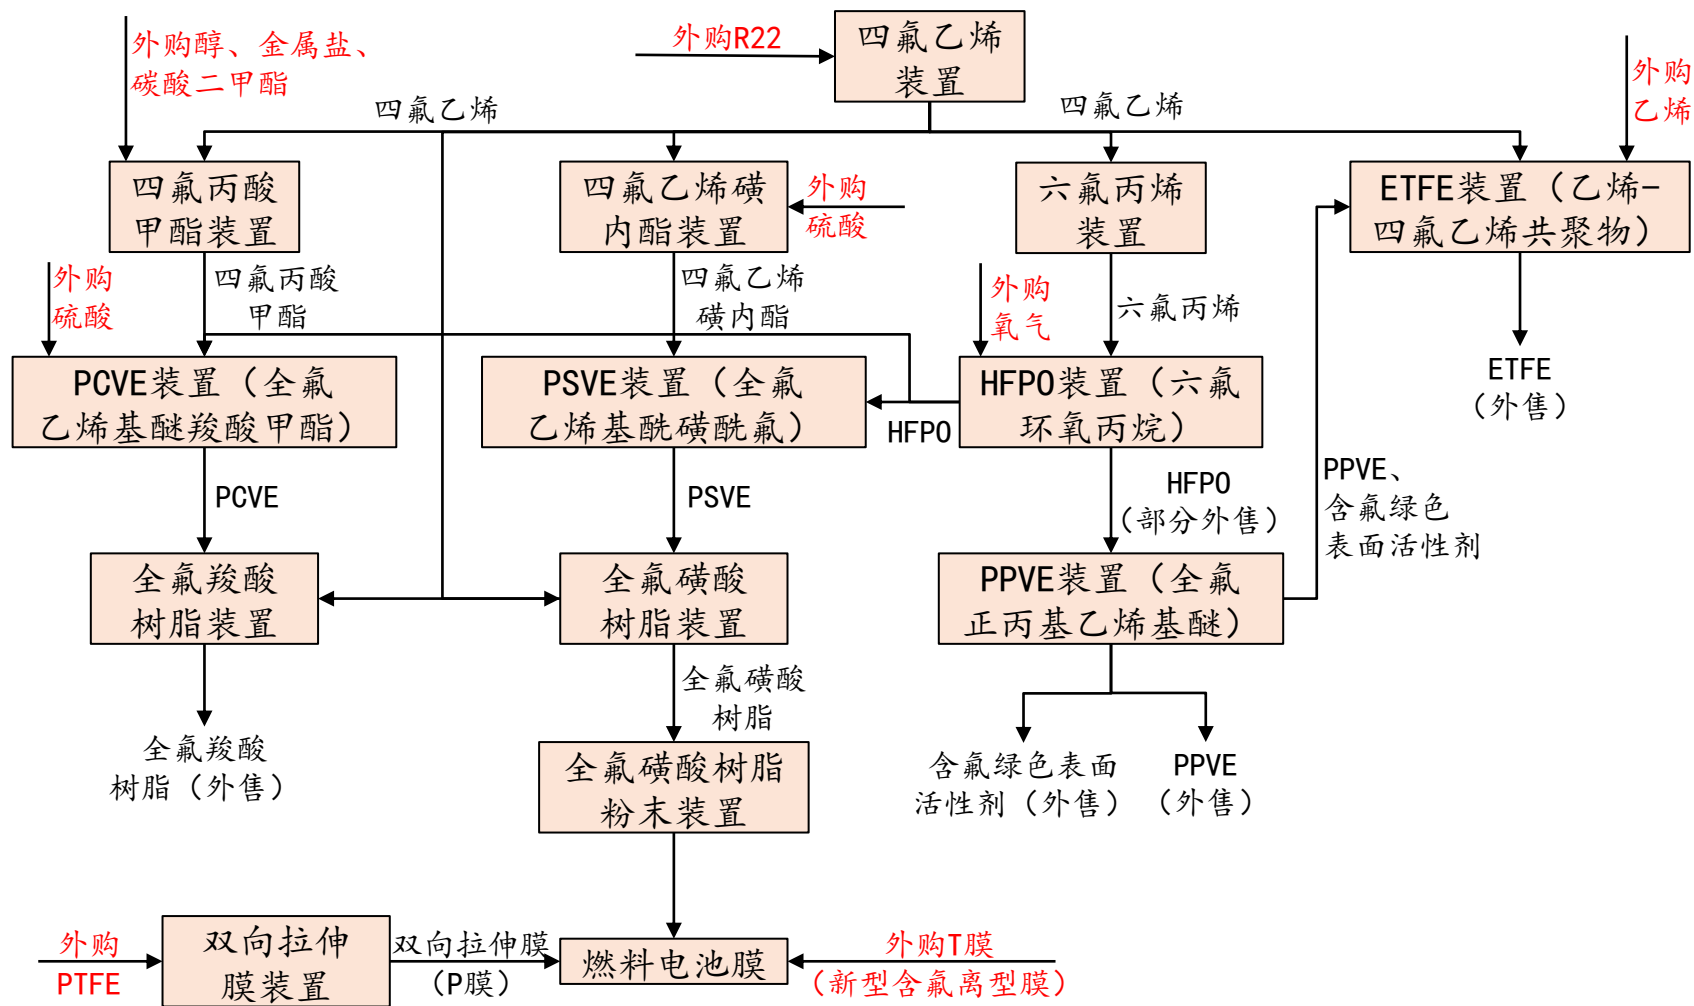 外购醇、金属盐、
碳酸二甲酯
外购R22
四氟乙烯
装置
外购
乙烯
四氟乙烯
四氟乙烯
四氟丙酸
甲酯装置
四氟乙烯磺
内酯装置
外购
硫酸
六氟丙烯
装置
ETFE装置（乙烯-
四氟乙烯共聚物）
外购
硫酸
四氟丙酸
甲酯
四氟乙烯
磺内酯
外购
氧气
六氟丙烯
PCVE装置（全氟
乙烯基醚羧酸甲酯）
PSVE装置（全氟
乙烯基酰磺酰氟）
HFPO
HFPO装置（六氟
环氧丙烷）
ETFE
（外售）
PCVE
PSVE
HFPO
（部分外售）
PPVE、
含氟绿色
表面活性剂
全氟羧酸
树脂装置
全氟磺酸
树脂装置
PPVE装置（全氟
正丙基乙烯基醚）
全氟磺酸
树脂
全氟羧酸
树脂（外售）
全氟磺酸树脂
粉末装置
含氟绿色表面
活性剂（外售）
PPVE
（外售）
外购
PTFE
双向拉伸
膜装置
双向拉伸膜
（P膜）
燃料电池膜
外购T膜
（新型含氟离型膜）